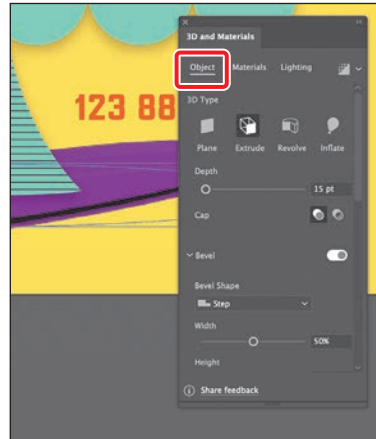 3D and Materials
Object Materials Lighting
123 88
3D Type
Plane Extrude Revolve Inflate
Depth
15 pt
Cap
Bevel
Bevel Shape
Step
Width
50%
Height
Share feedback